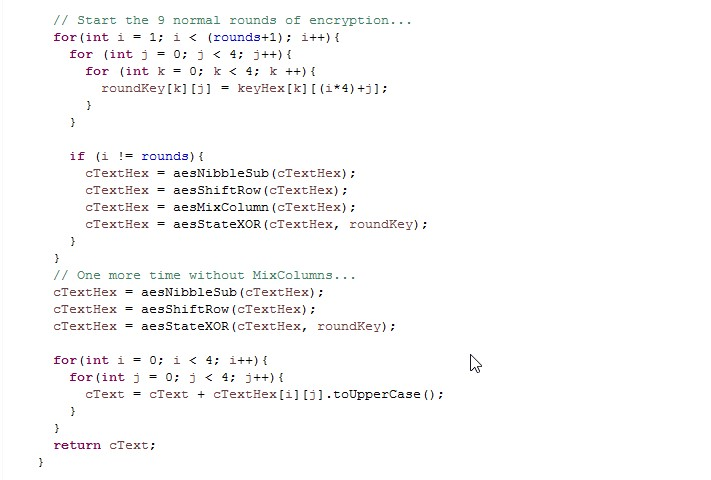 // Start the 9 normal rounds of encryption...
for(int i = 1; i < (rounds+1); i++){
for (int j = 0; j < 4; j++){
for (int k = 0; k < 4; k ++){
roundKey[k][j] = keyHex[k][(i*4)+j];
}
}
if (i != rounds){
cTextHex = aesNibbleSub(cTextHex);
cTextHex = aesShiftRow(cTextHex);
cTextHex = aesMixColumn(cTextHex);
cTextHex = aesStateXOR(cTextHex, roundKey);
}
}
// One more time without MixColumns...
cTextHex = aesNibbleSub(cTextHex);
cTextHex = aesShiftRow(cTextHex);
cTextHex = aesStateXOR(cTextHex, roundKey);
for(int i = 0; i < 4; i++){
for(int j = 0; j < 4; j++){
cText = cText + cTextHex[i][j].toUpperCase();
}
}
return cText;
}